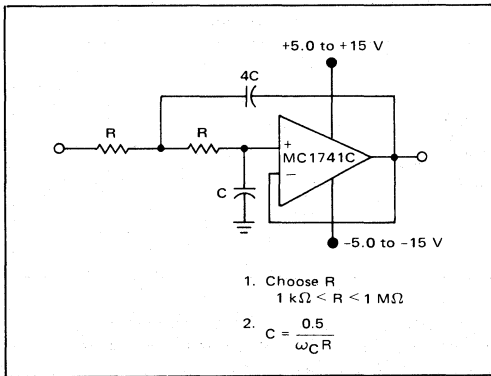 +5.0 to +15 V
4C
R
R
+
MC1741C
−
C
-5.0 to -15 V
1. Choose R
1 kΩ < R < 1 MΩ
2. C = 0.5
ωCR